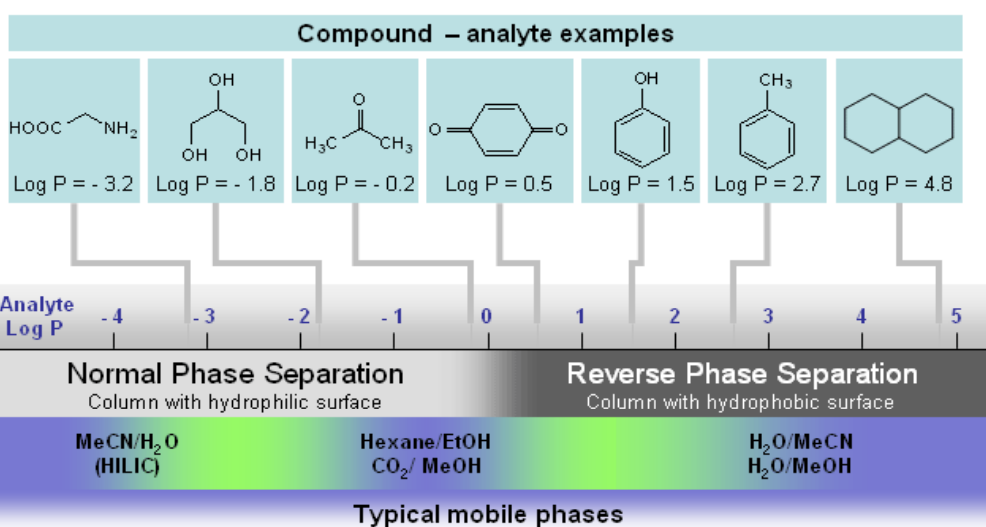 Compound – analyte examples
HOOC NH₂
OH
OH OH
O
H₃C CH₃
O O
OH
CH₃
Log P = - 3.2
Log P = - 1.8
Log P = - 0.2
Log P = 0.5
Log P = 1.5
Log P = 2.7
Log P = 4.8
Analyte
Log P
- 4 - 3 - 2 - 1 0 1 2 3 4 5
Normal Phase Separation
Column with hydrophilic surface
Reverse Phase Separation
Column with hydrophobic surface
MeCN/H₂O
(HILIC)
Hexane/EtOH
CO₂/ MeOH
H₂O/MeCN
H₂O/MeOH
Typical mobile phases